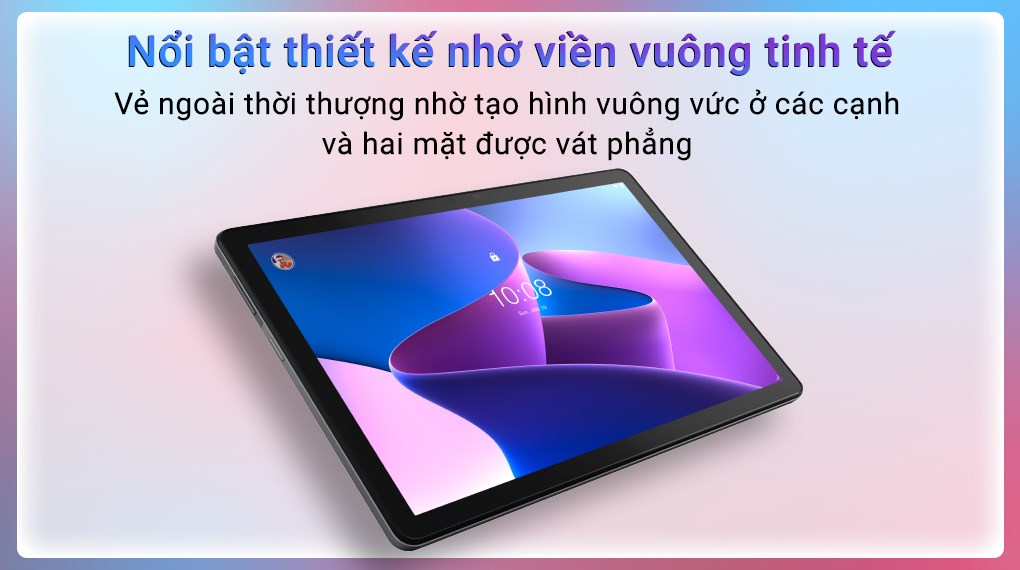 Nổi bật thiết kế nhờ viền vuông tinh tế
Vẻ ngoài thời thượng nhờ tạo hình vuông vức ở các cạnh
và hai mặt được vát phẳng
10:08